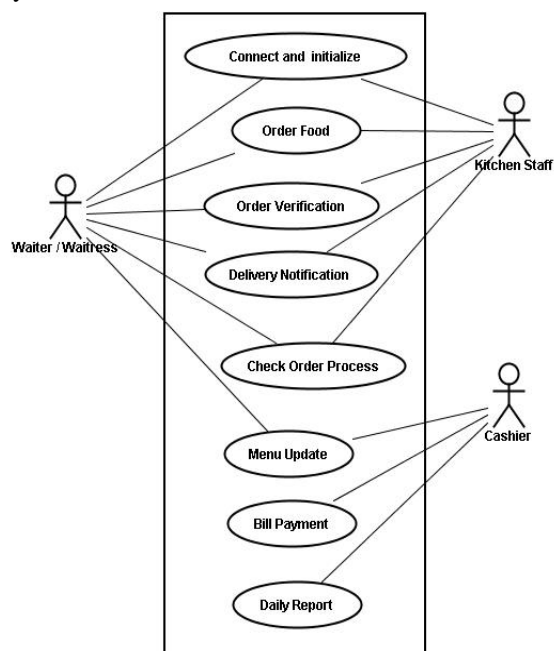 y
Connect and initialize
Order Food
Kitchen Staff
Order Verification
Waiter / Waitress
Delivery Notification
Check Order Process
Cashier
Menu Update
Bill Payment
Daily Report